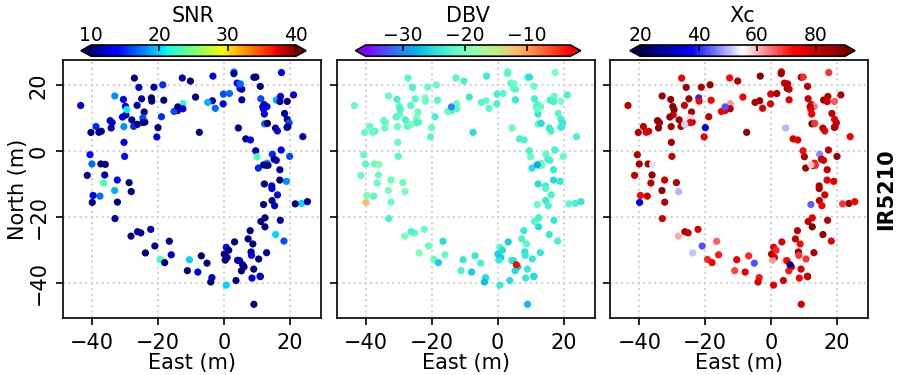 SNR DBV Xc
10 20 30 40 −30 −20 −10 20 40 60 80
20
0
−20
−40
North (m)
−40 −20 0 20 −40 −20 0 20 −40 −20 0 20
East (m) East (m) East (m)
IR5210